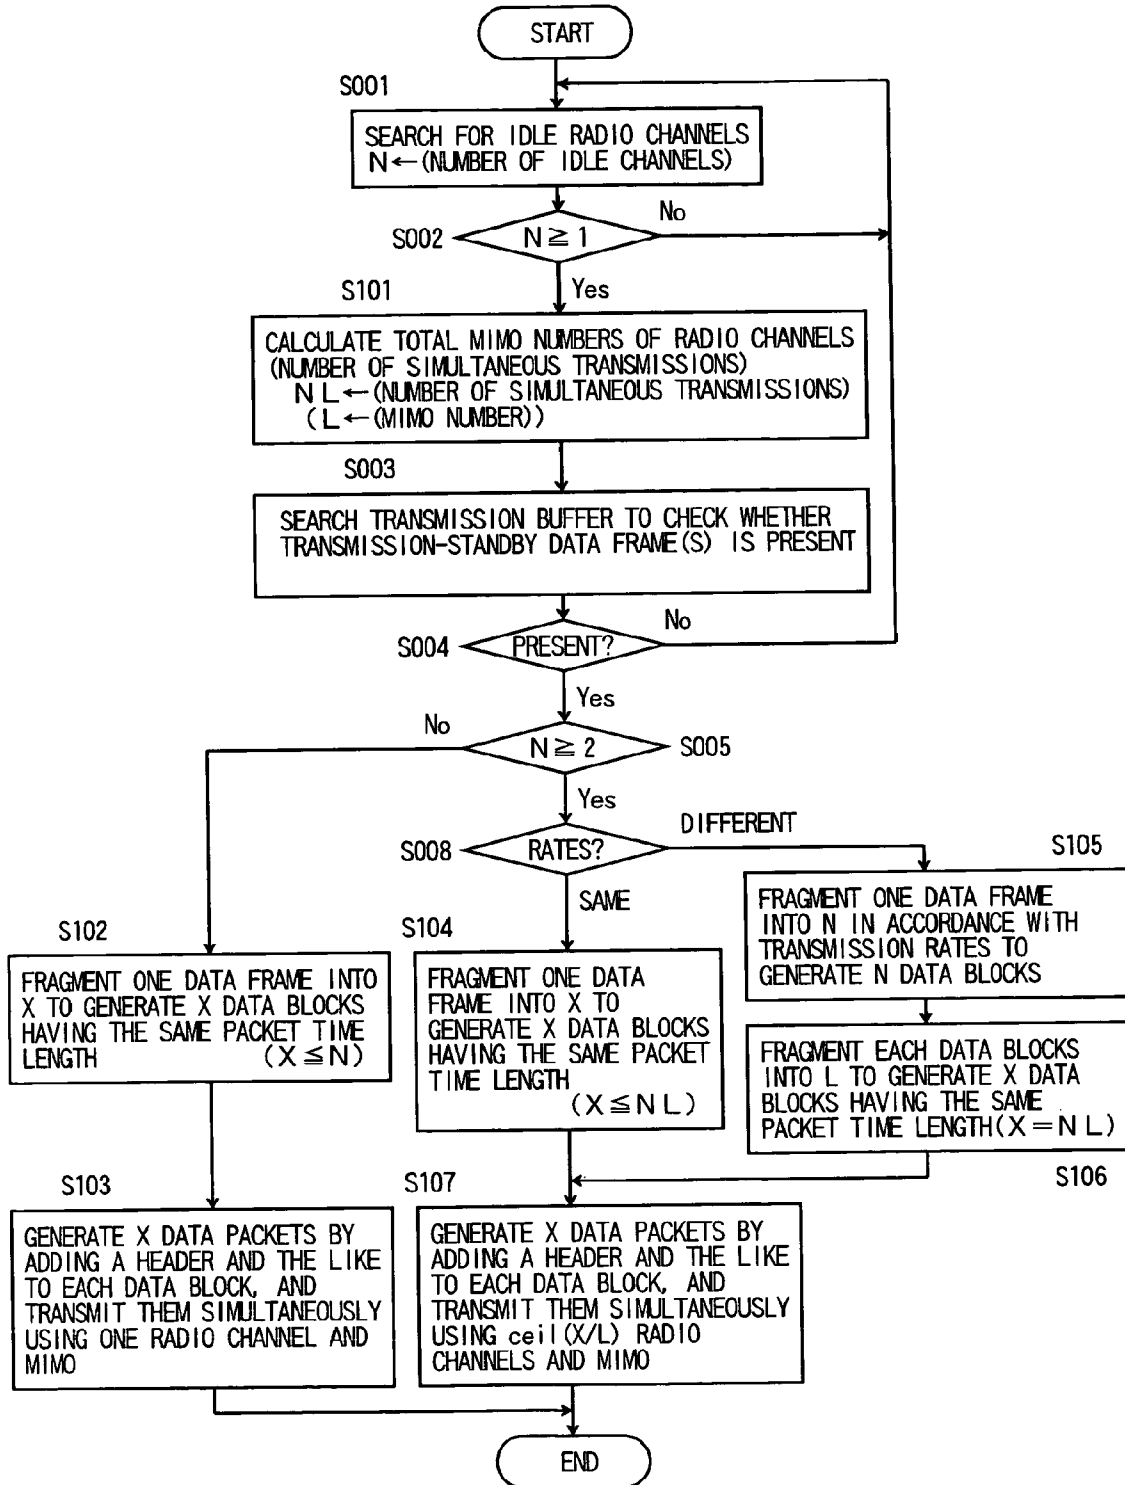 START
S001
SEARCH FOR IDLE RADIO CHANNELS
N←(NUMBER OF IDLE CHANNELS)
No
S002
N≧1
Yes
S101
CALCULATE TOTAL MIMO NUMBERS OF RADIO CHANNELS
(NUMBER OF SIMULTANEOUS TRANSMISSIONS)
NL←(NUMBER OF SIMULTANEOUS TRANSMISSIONS)
(L←(MIMO NUMBER))
S003
SEARCH TRANSMISSION BUFFER TO CHECK WHETHER
TRANSMISSION-STANDBY DATA FRAME(S) IS PRESENT
No
S004
PRESENT?
Yes
No
N≧2
S005
Yes
DIFFERENT
S008
RATES?
SAME
S105
FRAGMENT ONE DATA FRAME
INTO N IN ACCORDANCE WITH
TRANSMISSION RATES TO
GENERATE N DATA BLOCKS
S102
FRAGMENT ONE DATA FRAME INTO
X TO GENERATE X DATA BLOCKS
HAVING THE SAME PACKET TIME
LENGTH (X≦N)
S104
FRAGMENT ONE DATA
FRAME INTO X TO
GENERATE X DATA BLOCKS
HAVING THE SAME PACKET
TIME LENGTH
(X≦NL)
FRAGMENT EACH DATA BLOCKS
INTO L TO GENERATE X DATA
BLOCKS HAVING THE SAME
PACKET TIME LENGTH(X=NL)
S106
S103
GENERATE X DATA PACKETS BY
ADDING A HEADER AND THE LIKE
TO EACH DATA BLOCK, AND
TRANSMIT THEM SIMULTANEOUSLY
USING ONE RADIO CHANNEL AND
MIMO
S107
GENERATE X DATA PACKETS BY
ADDING A HEADER AND THE LIKE
TO EACH DATA BLOCK, AND
TRANSMIT THEM SIMULTANEOUSLY
USING ceil(X/L) RADIO
CHANNELS AND MIMO
END